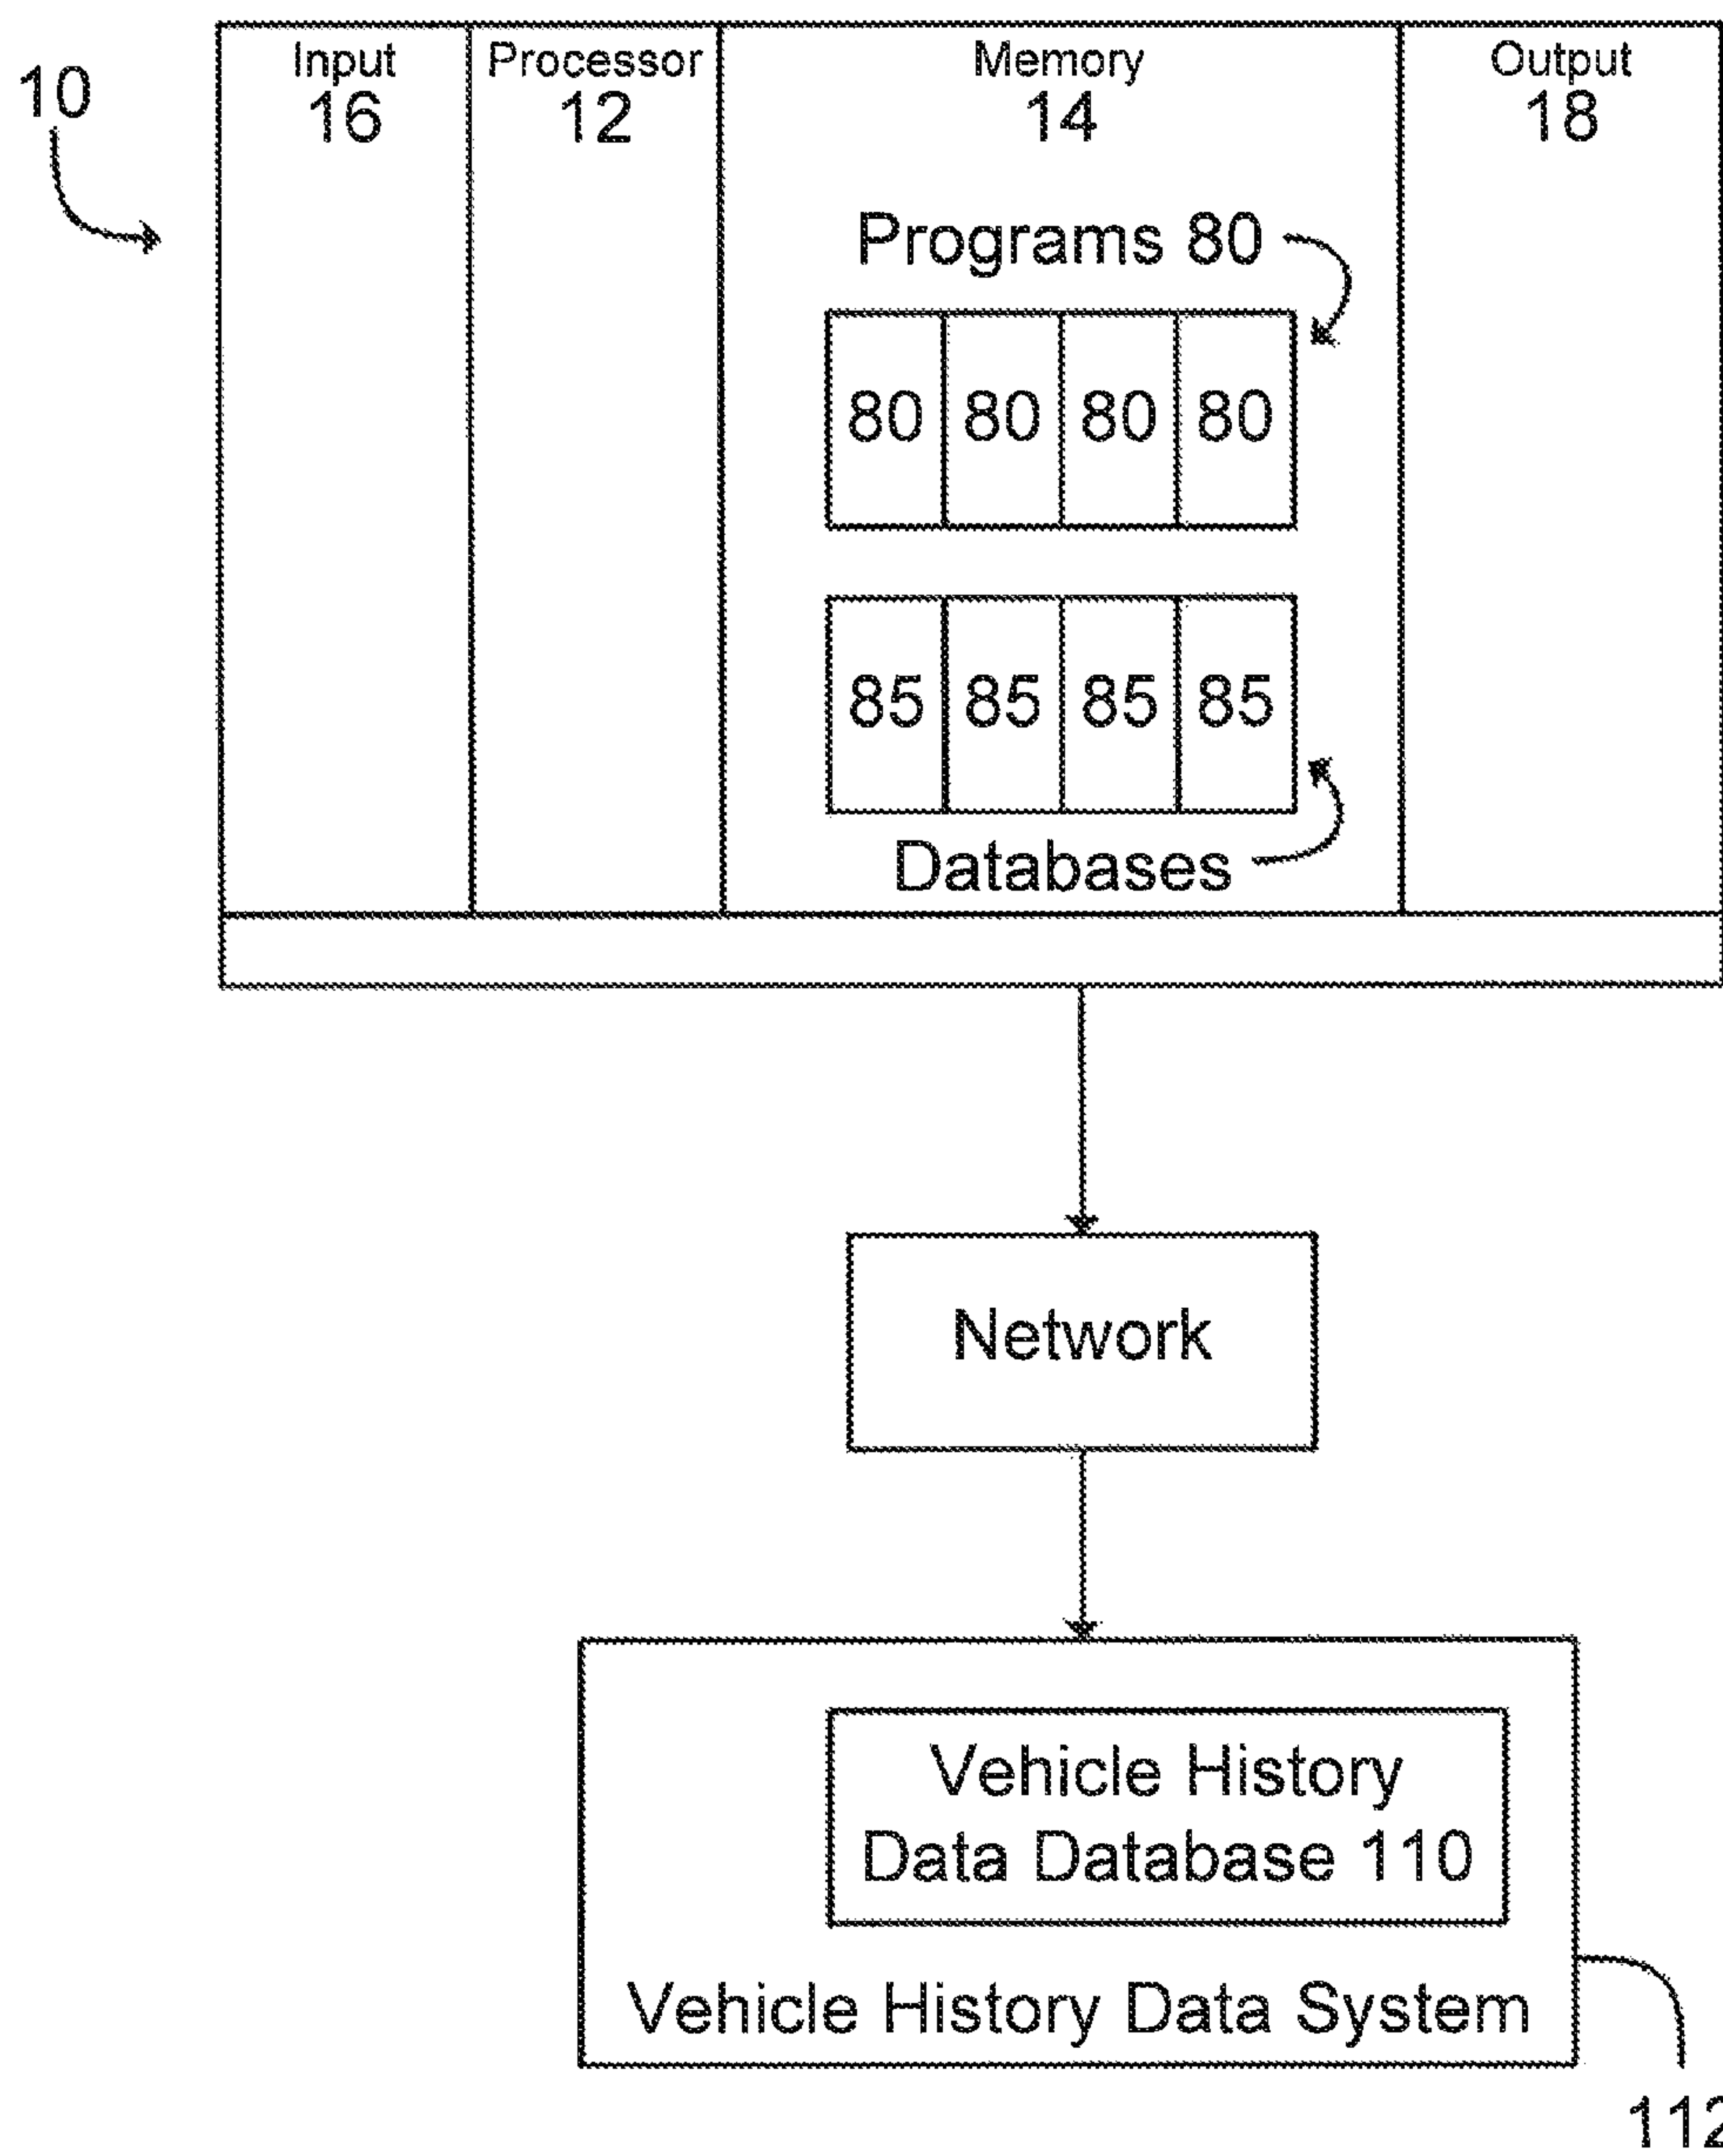 10
Input
16
Processor
12
Memory
14
Output
18
Programs 80
80 80 80 80
85 85 85 85
Databases
Network
Vehicle History
Data Database 110
Vehicle History Data System
112